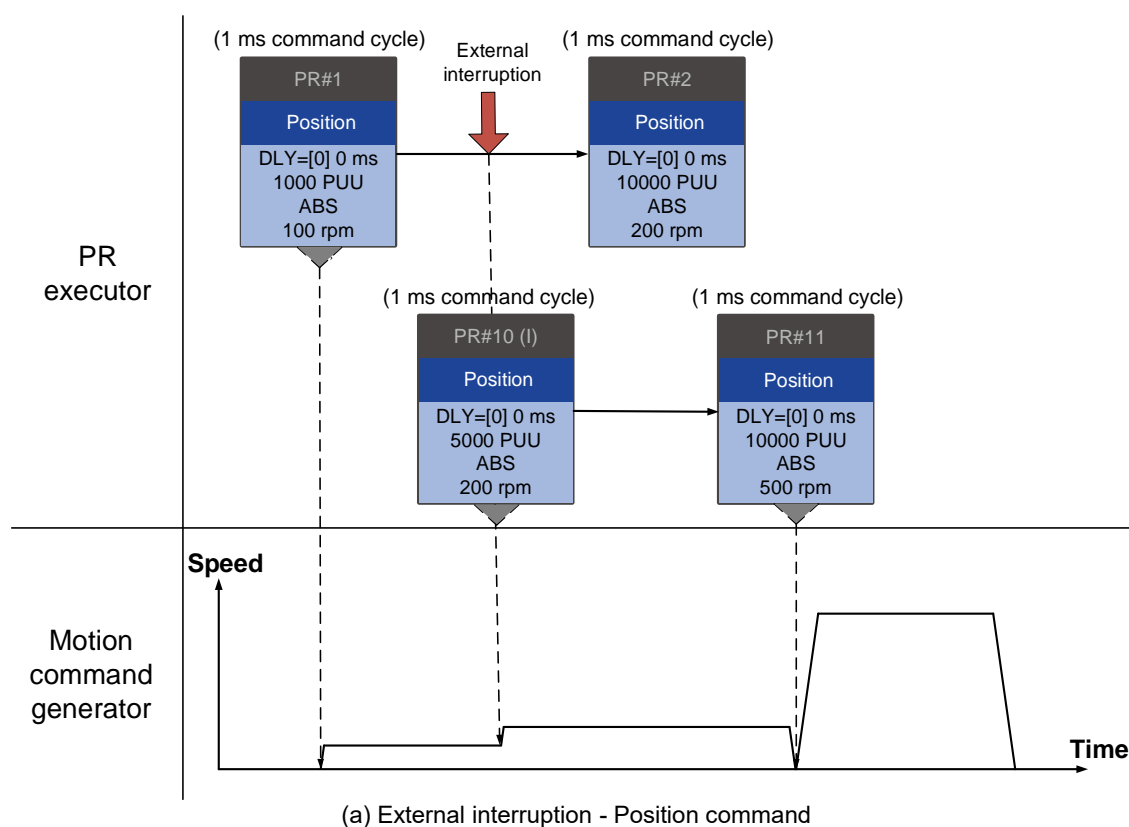 (1 ms command cycle)
External
interruption
(1 ms command cycle)
PR#1
Position
DLY=[0] 0 ms
1000 PUU
ABS
100 rpm
PR#2
Position
DLY=[0] 0 ms
10000 PUU
ABS
200 rpm
PR
executor
(1 ms command cycle)
PR#10 (I)
Position
DLY=[0] 0 ms
5000 PUU
ABS
200 rpm
(1 ms command cycle)
PR#11
Position
DLY=[0] 0 ms
10000 PUU
ABS
500 rpm
Speed
Motion
command
generator
Time
(a) External interruption - Position command